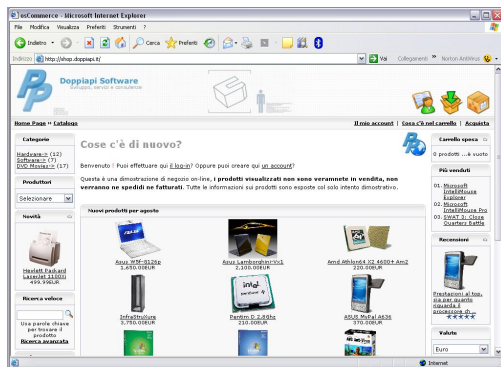 osCommerce - Microsoft Internet Explorer
File Modifica Visualizza Preferiti Strumenti ?
Indietro Cerca Preferiti
Indirizzo http://shop.doppiapi.it/ Vai Collegamenti » Norton AntiVirus
Doppiapi Software
Sviluppo, servizi e consulenze
Home Page » Catalogo
Il mio account | Cosa c'è nel carrello | Acquista
Categorie
Hardware-> (12)
Software-> (7)
DVD Movies-> (17)
Produttori
Selezionare
Novità
Hewlett Packard
LaserJet 1100Xi
499.99EUR
Ricerca veloce
Usa parole chiave
per trovare il
prodotto
Ricerca avanzata
Cose c'è di nuovo?
Benvenuto ! Puoi effettuare qui il log-in? Oppure puoi creare qui un account?
Questa è una dimostrazione di negozio on-line, i prodotti visualizzati non sono veramnete in vendita, non
verranno ne spediti ne fatturati. Tutte le informazioni sui prodotti sono esposte col solo intento dimostrativo.
Nuovi prodotti per agosto
Asus W5F-0126p
1,650.00EUR
Asus Lamborghini-Vx1
2,100.00EUR
Amd Athlon64 X2 4600+ Am2
220.00EUR
InfraStruXure
3,750.00EUR
Pentim D 2.8Ghz
210.00EUR
ASUS MyPal A636
370.00EUR
Carrello spesa
0 prodotti ...è vuoto
Più venduti
01. Microsoft
IntelliMouse
Explorer
02. Microsoft
IntelliMouse Pro
03. SWAT 3: Close
Quarters Battle
Recensioni
Prestazioni al top,
sia per quanto
riguarda il
processore di ..
Valute
Euro
Internet